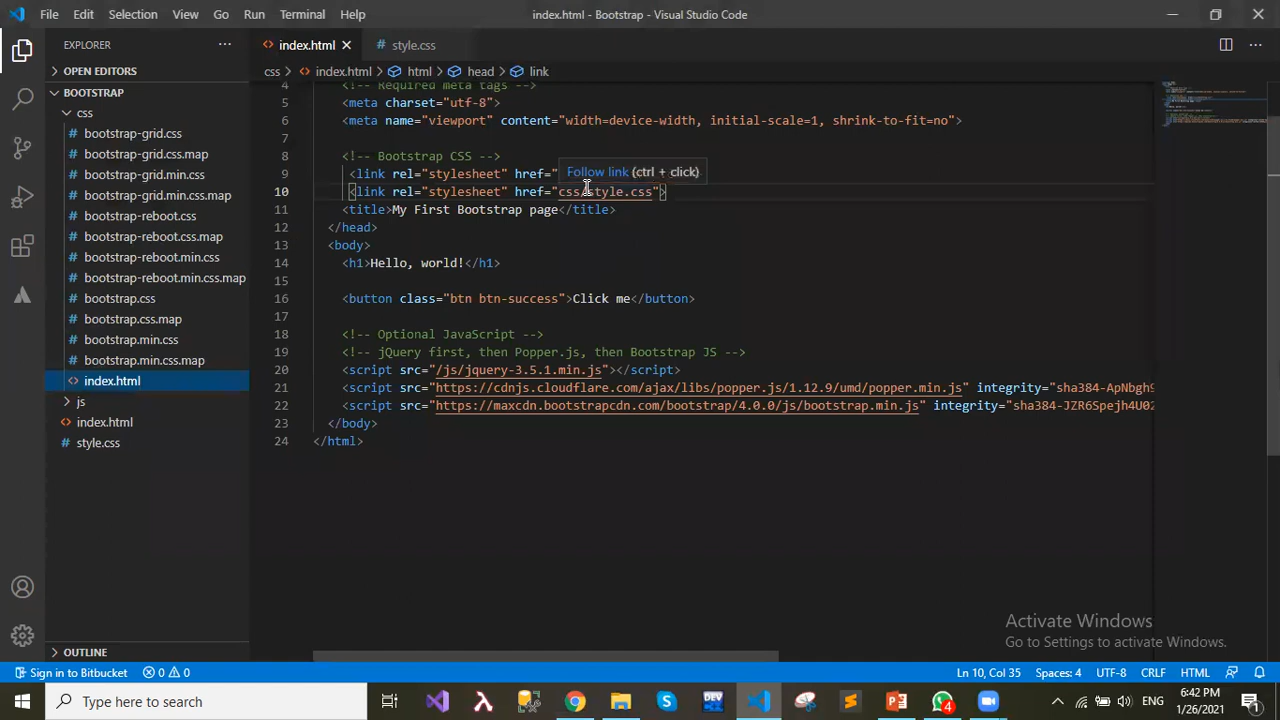 File Edit Selection View Go Run Terminal Help
index.html - Bootstrap - Visual Studio Code
EXPLORER
index.html
style.css
css > index.html > html > head > link
OPEN EDITORS
BOOTSTRAP
css
bootstrap-grid.css
bootstrap-grid.css.map
bootstrap-grid.min.css
bootstrap-grid.min.css.map
bootstrap-reboot.css
bootstrap-reboot.css.map
bootstrap-reboot.min.css
bootstrap-reboot.min.css.map
bootstrap.css
bootstrap.css.map
bootstrap.min.css
bootstrap.min.css.map
index.html
js
index.html
style.css
OUTLINE
4 <!-- Required meta tags -->
5 <meta charset="utf-8">
6 <meta name="viewport" content="width=device-width, initial-scale=1, shrink-to-fit=no">
7
8 <!-- Bootstrap CSS -->
9 <link rel="stylesheet" href="
Follow link (ctrl + click)
10 <link rel="stylesheet" href="css/style.css">
11 <title>My First Bootstrap page</title>
12 </head>
13 <body>
14 <h1>Hello, world!</h1>
15
16 <button class="btn btn-success">Click me</button>
17
18 <!-- Optional JavaScript -->
19 <!-- jQuery first, then Popper.js, then Bootstrap JS -->
20 <script src="/js/jquery-3.5.1.min.js"></script>
21 <script src="https://cdnjs.cloudflare.com/ajax/libs/popper.js/1.12.9/umd/popper.min.js" integrity="sha384-ApNbgh9
22 <script src="https://maxcdn.bootstrapcdn.com/bootstrap/4.0.0/js/bootstrap.min.js" integrity="sha384-JZR6Spejh4U02
23 </body>
24 </html>
Activate Windows
Go to Settings to activate Windows.
Sign in to Bitbucket 0 0
Ln 10, Col 35 Spaces: 4 UTF-8 CRLF HTML
Type here to search
DEV
4
ENG
6:42 PM
1/26/2021
1